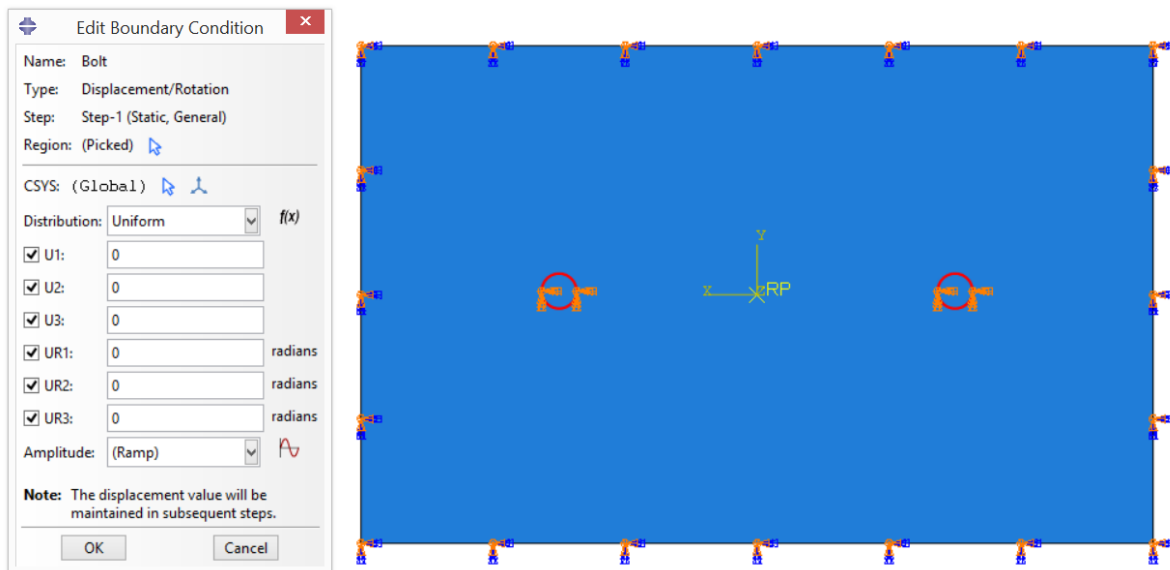 Edit Boundary Condition
Name: Bolt
Type: Displacement/Rotation
Step: Step-1 (Static, General)
Region: (Picked)
CSYS: (Global)
Distribution: Uniform f(x)
U1: 0
U2: 0
U3: 0
UR1: 0 radians
UR2: 0 radians
UR3: 0 radians
Amplitude: (Ramp)
Note: The displacement value will be
maintained in subsequent steps.
OK Cancel
Y
X Z RP